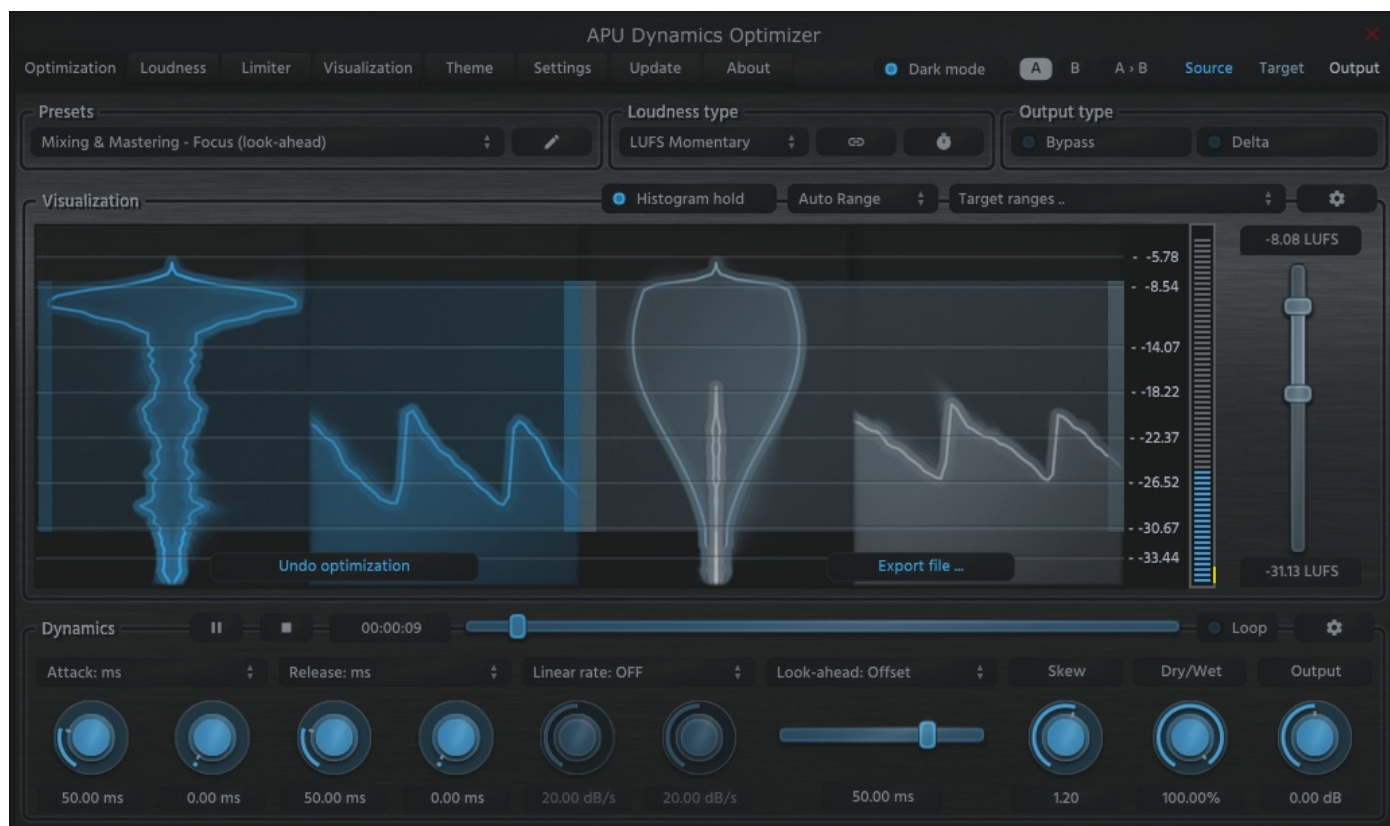 APU Dynamics Optimizer
Optimization Loudness Limiter Visualization Theme Settings Update About Dark mode A B A › B Source Target Output
Presets Loudness type Output type
Mixing & Mastering - Focus (look-ahead) LUFS Momentary Bypass Delta
Visualization Histogram hold Auto Range Target ranges ..
-8.08 LUFS
- -5.78
- -8.54
- -14.07
- -18.22
- -22.37
- -26.52
- -30.67
- -33.44
Undo optimization Export file ...
-31.13 LUFS
Dynamics 00:00:09 Loop
Attack: ms Release: ms Linear rate: OFF Look-ahead: Offset Skew Dry/Wet Output
50.00 ms 0.00 ms 50.00 ms 0.00 ms 20.00 dB/s 20.00 dB/s 50.00 ms 1.20 100.00% 0.00 dB